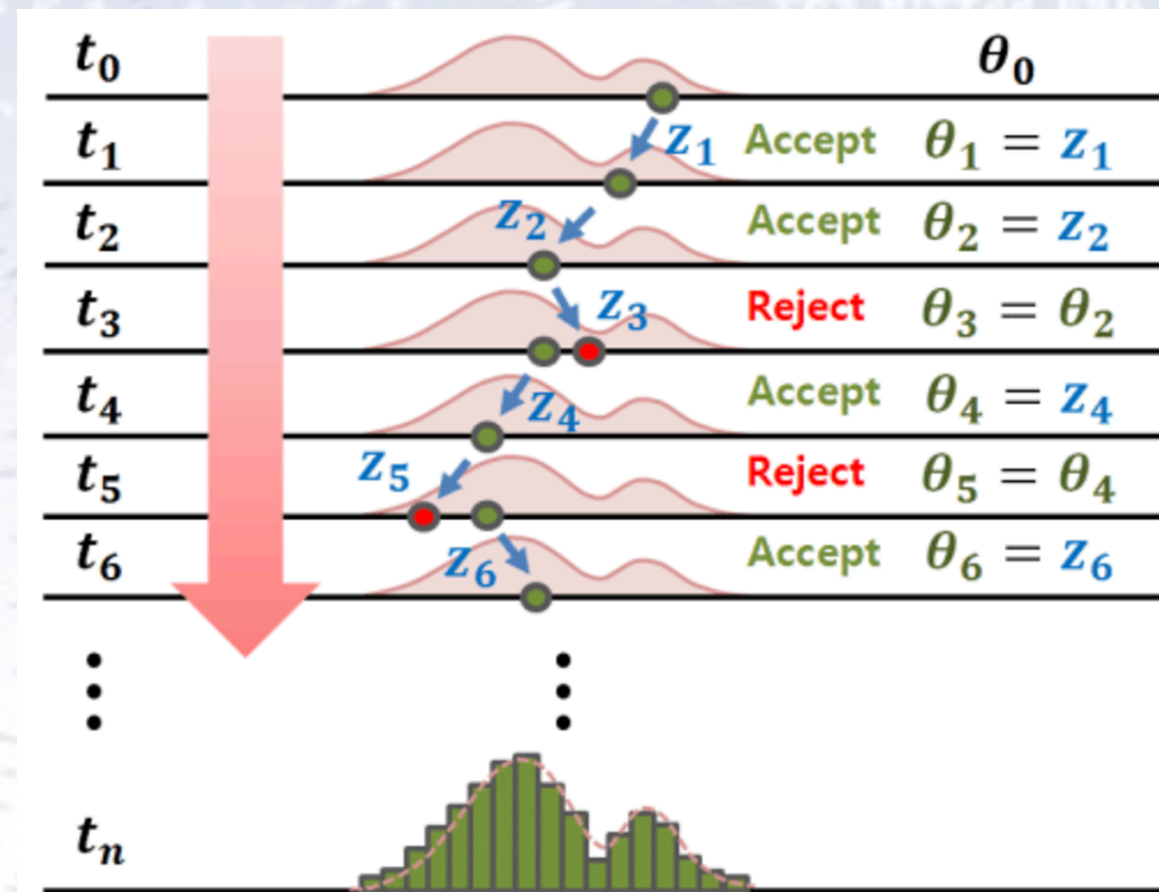 t₀ θ₀
t₁ z₁ Accept θ₁ = z₁
t₂ z₂ Accept θ₂ = z₂
t₃ z₃ Reject θ₃ = θ₂
t₄ z₄ Accept θ₄ = z₄
t₅ z₅ Reject θ₅ = θ₄
t₆ z₆ Accept θ₆ = z₆
tₙ